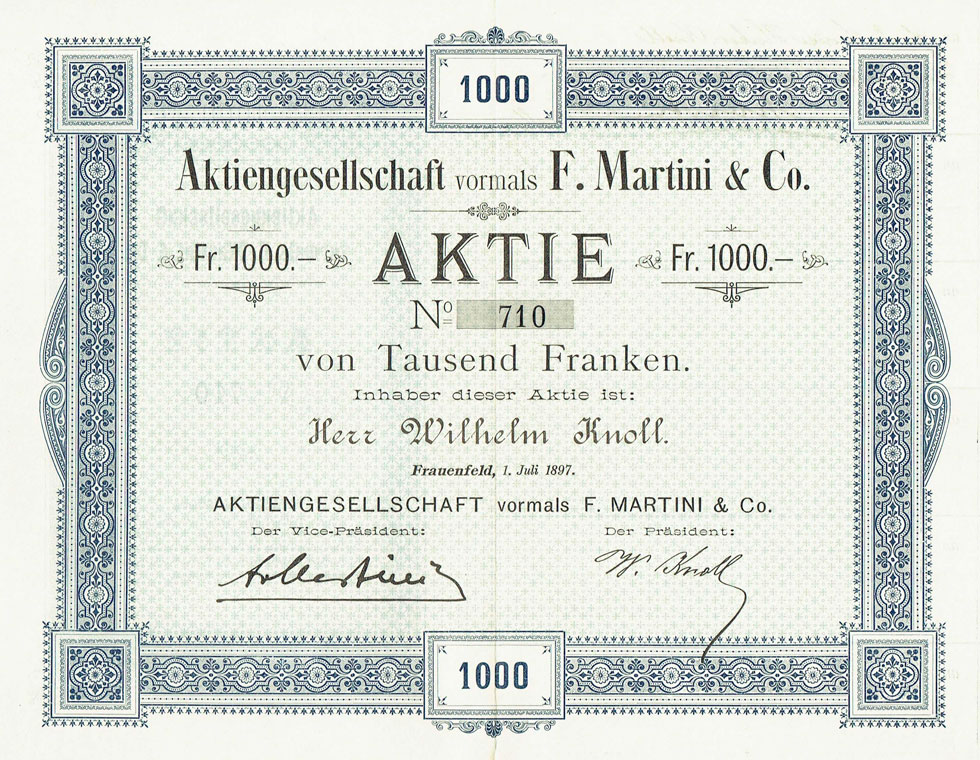 1000
Aktiengesellschaft vormals F. Martini & Co.
Fr. 1000.– AKTIE Fr. 1000.–
Nº 710
von Tausend Franken.
Inhaber dieser Aktie ist:
Herr Wilhelm Knoll.
Frauenfeld, 1. Juli 1897.
AKTIENGESELLSCHAFT vormals F. MARTINI & Co.
Der Vice-Präsident: Der Präsident:
W. Knoll
1000